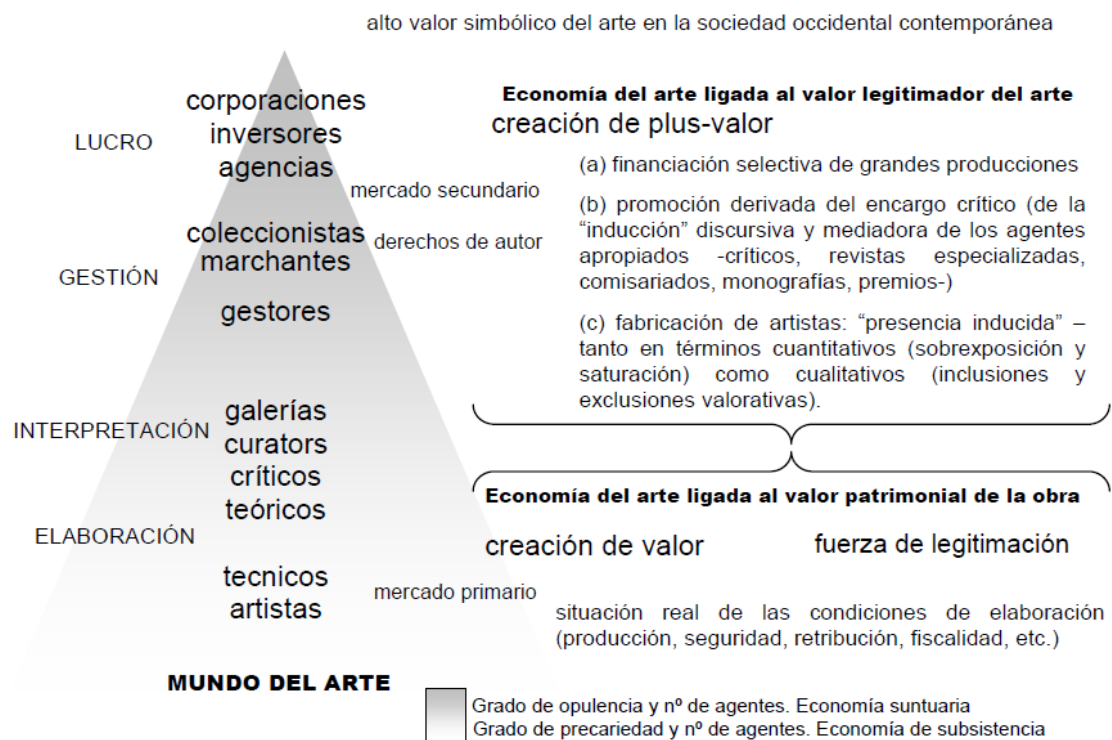 alto valor simbólico del arte en la sociedad occidental contemporánea
LUCRO
corporaciones
inversores
agencias
mercado secundario
GESTIÓN
coleccionistas
marchantes
derechos de autor
gestores
INTERPRETACIÓN
galerías
curators
críticos
teóricos
ELABORACIÓN
tecnicos
artistas
mercado primario
MUNDO DEL ARTE
Economía del arte ligada al valor legitimador del arte
creación de plus-valor
(a) financiación selectiva de grandes producciones
(b) promoción derivada del encargo crítico (de la
“inducción” discursiva y mediadora de los agentes
apropiados -críticos, revistas especializadas,
comisariados, monografías, premios-)
(c) fabricación de artistas: “presencia inducida” –
tanto en términos cuantitativos (sobrexposición y
saturación) como cualitativos (inclusiones y
exclusiones valorativas).
Economía del arte ligada al valor patrimonial de la obra
creación de valor
fuerza de legitimación
situación real de las condiciones de elaboración
(producción, seguridad, retribución, fiscalidad, etc.)
Grado de opulencia y nº de agentes. Economía suntuaria
Grado de precariedad y nº de agentes. Economía de subsistencia